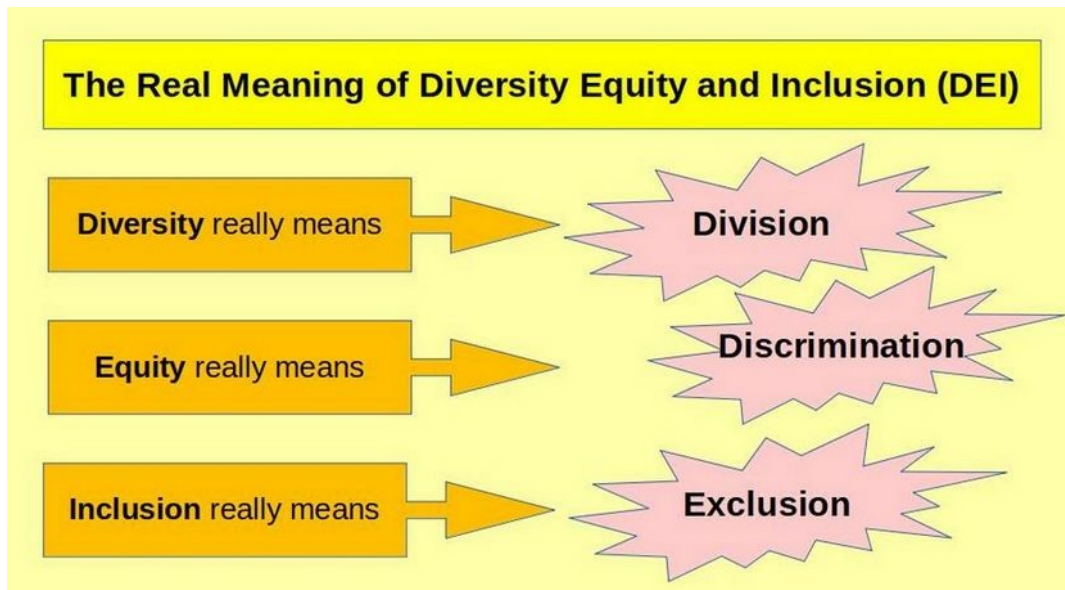 The Real Meaning of Diversity Equity and Inclusion (DEI)
Diversity really means
Division
Equity really means
Discrimination
Inclusion really means
Exclusion